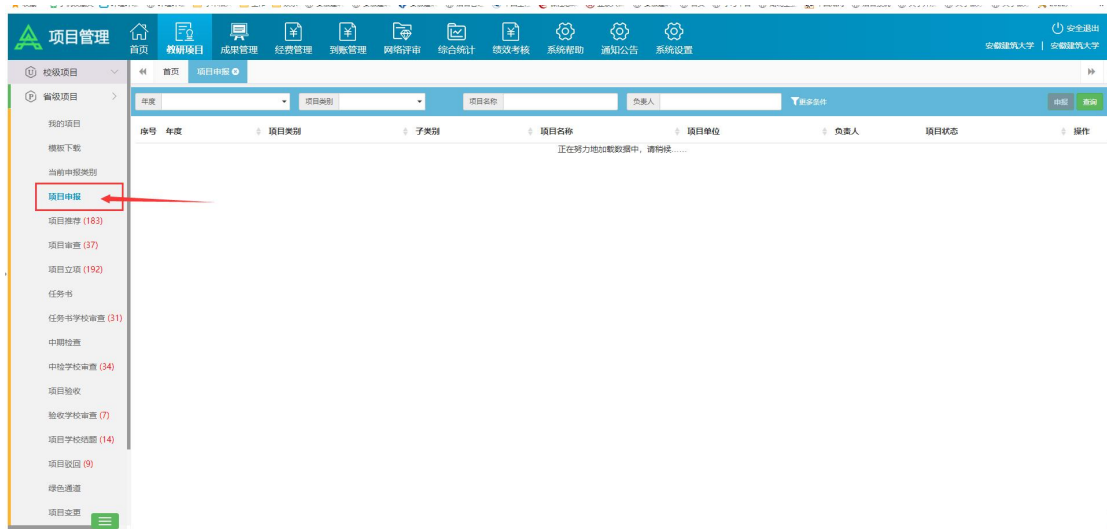 项目管理
首页 教研项目 成果管理 经费管理 到账管理 网络评审 综合统计 绩效考核 系统帮助 通知公告 系统设置
安全退出
安徽建筑大学 | 安徽建筑大学
校级项目
首页 项目申报
省级项目
年度 项目类别 项目名称 负责人 更多条件 申报 查询
我的项目
序号 年度 项目类别 子类别 项目名称 项目单位 负责人 项目状态 操作
模板下载
正在努力地加载数据中，请稍候……
当前申报类别
项目申报
项目推荐 (183)
项目审查 (37)
项目立项 (192)
任务书
任务书学校审查 (31)
中期检查
中检学校审查 (34)
项目验收
验收学校审查 (7)
项目学校结题 (14)
项目驳回 (9)
绿色通道
项目变更